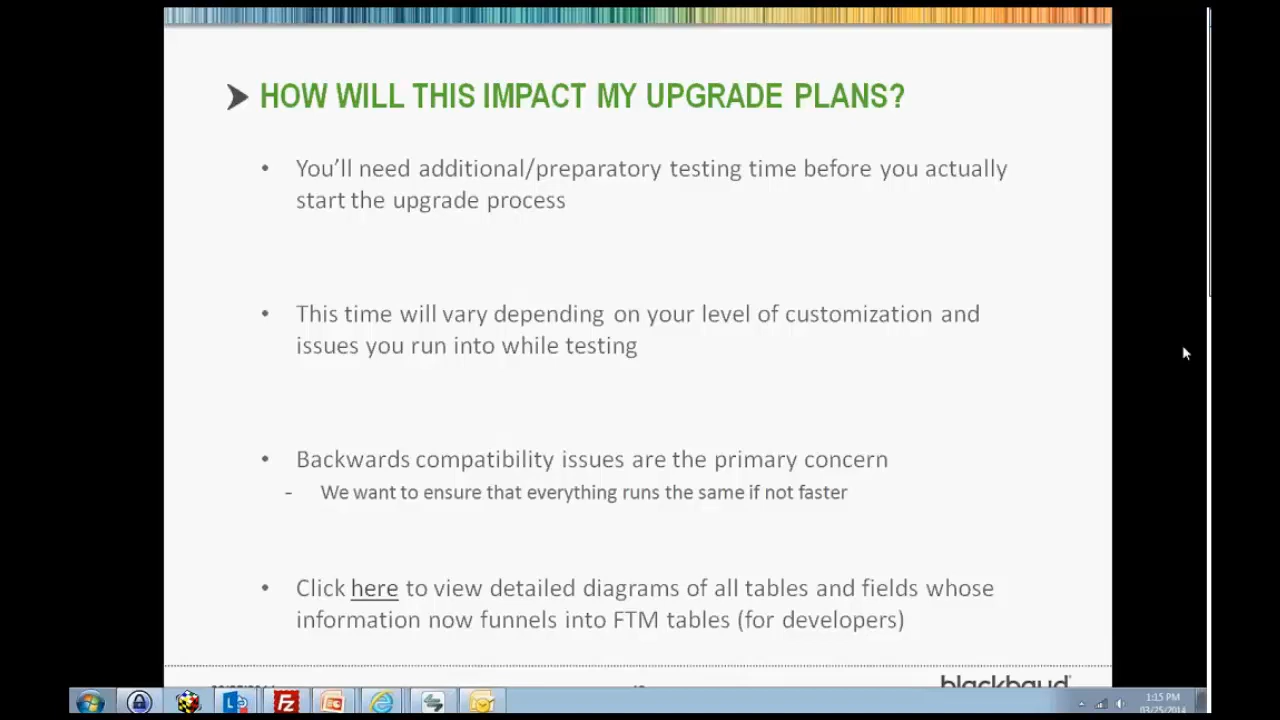 HOW WILL THIS IMPACT MY UPGRADE PLANS?
• You'll need additional/preparatory testing time before you actually
start the upgrade process
• This time will vary depending on your level of customization and
issues you run into while testing
• Backwards compatibility issues are the primary concern
- We want to ensure that everything runs the same if not faster
• Click here to view detailed diagrams of all tables and fields whose
information now funnels into FTM tables (for developers)
blackbaud
1:15 PM
03/25/2014